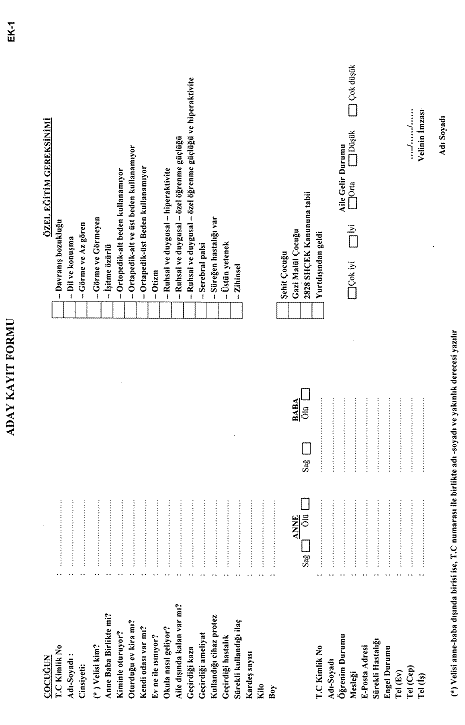 EK-1
ADAY KAYIT FORMU
ÇOCUĞUN
T.C Kimlik No :
Adı-Soyadı : :
Cinsiyeti: :
(*) Velisi kim? :
Anne Baba Birlikte mi? :
Kiminle oturuyor? :
Oturduğu ev kira mı? :
Kendi odası var mı? :
Ev ne ile ısınıyor? :
Okula nasıl geliyor? :
Aile dışında kalan var mı? :
Geçirdiği kaza :
Geçirdiği ameliyat :
Kullandığı cihaz protez :
Geçirdiği hastalık :
Sürekli kullandığı ilaç :
Kardeş sayısı :
Kilo :
Boy :
ÖZEL EĞİTİM GEREKSİNİMİ
– Davranış bozukluğu
– Dil ve konuşma
– Görme ve Az gören
– Görme ve Görmeyen
– İşitme özürlü
– Ortopedik-alt beden kullanamıyor
– Ortapedik-alt ve üst beden kullanamıyor
– Ortapedik-üst Beden kullanamıyor
– Otizm
– Ruhsal ve duygusal – hiperaktivite
– Ruhsal ve duygusal – özel öğrenme güçlüğü
– Ruhsal ve duygusal – özel öğrenme güçlüğü ve hiperaktivite
– Serebral palsi
– Süreğen hastalığı var
– Üstün yetenek
– Zihinsel
ANNE
Sağ Ölü
BABA
Sağ Ölü
T.C Kimlik No :
Adı-Soyadı :
Öğrenim Durumu :
Mesleği :
E-Posta Adresi :
Sürekli Hastalığı :
Engel Durumu :
Tel (Ev) :
Tel (Cep) :
Tel (İş) :
Şehit Çocuğu
Gazi Malül Çocuğu
2828 SHÇEK Kanununa tabii
Yurtdışından geldi
Aile Gelir Durumu
Çok iyi İyi Orta Düşük Çok düşük
..../..../......
Velinin İmzası
Adı Soyadı
(*) Velisi anne-baba dışında birisi ise, T.C numarası ile birlikte adı -soyadı ve yakınlık derecesi yazılır